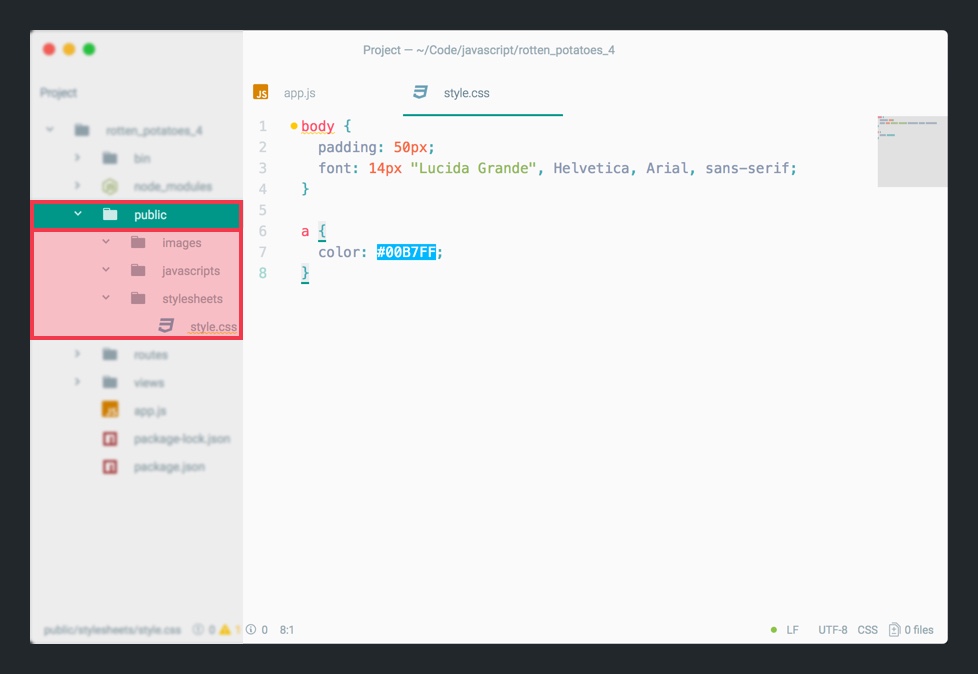 Project — ~/Code/javascript/rotten_potatoes_4
Project
JS app.js
style.css
rotten_potatoes_4
bin
node_modules
public
images
javascripts
stylesheets
style.css
routes
views
JS app.js
package-lock.json
package.json
1 body {
2 padding: 50px;
3 font: 14px "Lucida Grande", Helvetica, Arial, sans-serif;
4 }
5
6 a {
7 color: #00B7FF;
8 }
public/stylesheets/style.css 0 1 0 8:1
LF UTF-8 CSS 0 files